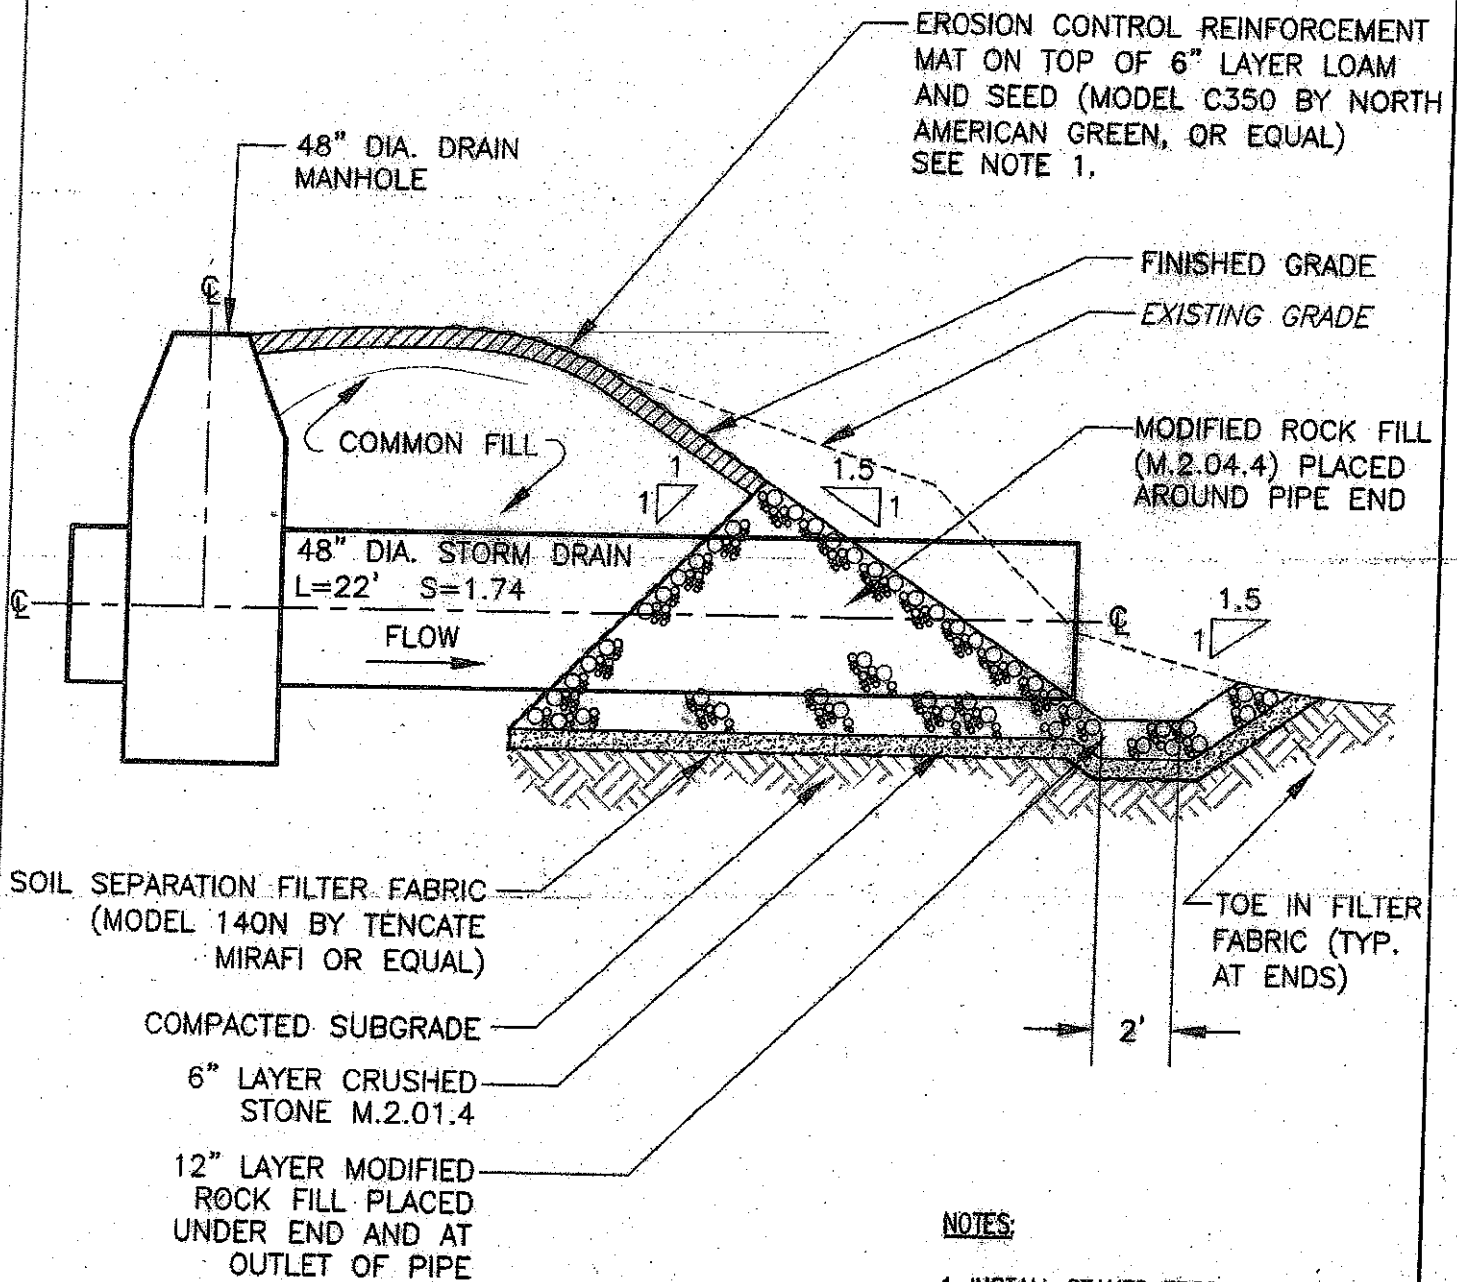 EROSION CONTROL REINFORCEMENT
MAT ON TOP OF 6" LAYER LOAM
AND SEED (MODEL C350 BY NORTH
AMERICAN GREEN, OR EQUAL)
SEE NOTE 1.
48" DIA. DRAIN
MANHOLE
FINISHED GRADE
EXISTING GRADE
℄
COMMON FILL
MODIFIED ROCK FILL
(M.2.04.4) PLACED
AROUND PIPE END
1
1
1.5
1
48" DIA. STORM DRAIN
L=22' S=1.74
℄
℄
FLOW
1.5
1
SOIL SEPARATION FILTER FABRIC
(MODEL 140N BY TENCATE
MIRAFI OR EQUAL)
TOE IN FILTER
FABRIC (TYP.
AT ENDS)
COMPACTED SUBGRADE
2'
6" LAYER CRUSHED
STONE M.2.01.4
12" LAYER MODIFIED
ROCK FILL PLACED
UNDER END AND AT
OUTLET OF PIPE
NOTES: